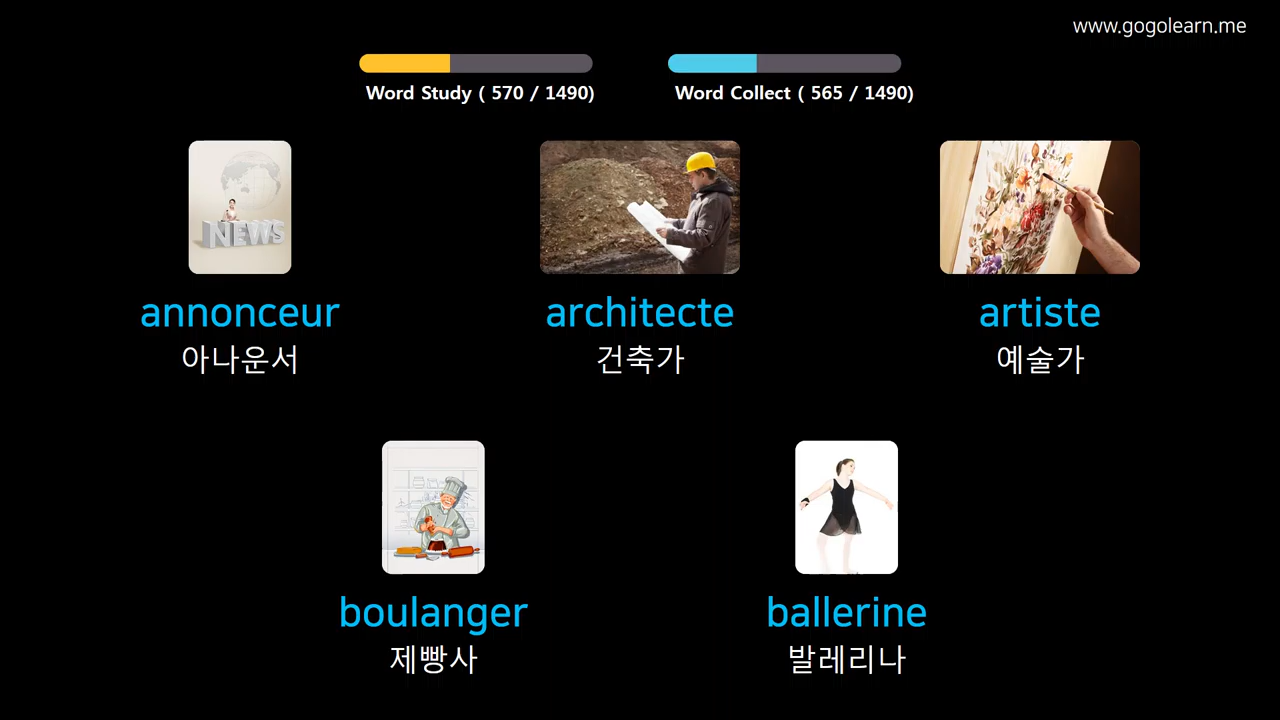 www.gogolearn.me
Word Study ( 570 / 1490)
Word Collect ( 565 / 1490)
NEWS
annonceur
아나운서
architecte
건축가
artiste
예술가
boulanger
제빵사
ballerine
발레리나